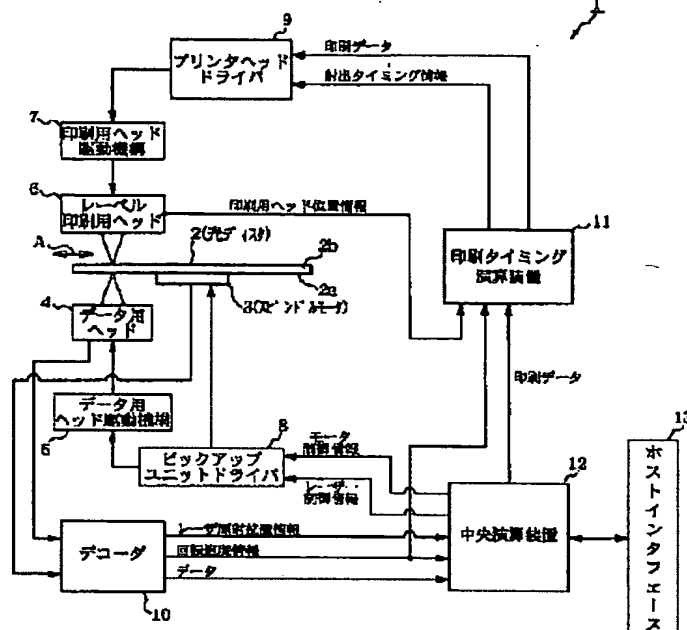 9
プリンタヘッド
ドライバ
印刷データ
射出タイミング情報
7
印刷用ヘッド
駆動機構
6
レーベル
印刷用ヘッド
印刷用ヘッド位置情報
11
印刷タイミング
演算装置
A
2(光ディスク)
2b
2a
3(スピンドルモータ)
4
データ用
ヘッド
印刷データ
データ用
ヘッド駆動機構
5
8
ピックアップ
ユニットドライバ
モータ
制御情報
レーザ
制御情報
12
中央演算装置
13
ホストインタフェース
デコーダ
10
レーザ照射位置情報
回転速度情報
データ